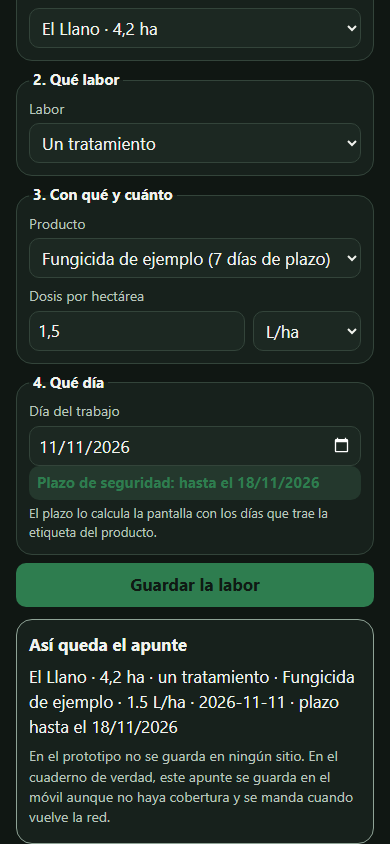 El Llano · 4,2 ha
2. Qué labor
Labor
Un tratamiento
3. Con qué y cuánto
Producto
Fungicida de ejemplo (7 días de plazo)
Dosis por hectárea
1,5
L/ha
4. Qué día
Día del trabajo
11/11/2026
Plazo de seguridad: hasta el 18/11/2026
El plazo lo calcula la pantalla con los días que trae la
etiqueta del producto.
Guardar la labor
Así queda el apunte
El Llano · 4,2 ha · un tratamiento · Fungicida
de ejemplo · 1.5 L/ha · 2026-11-11 · plazo
hasta el 18/11/2026
En el prototipo no se guarda en ningún sitio. En el
cuaderno de verdad, este apunte se guarda en el
móvil aunque no haya cobertura y se manda cuando
vuelve la red.